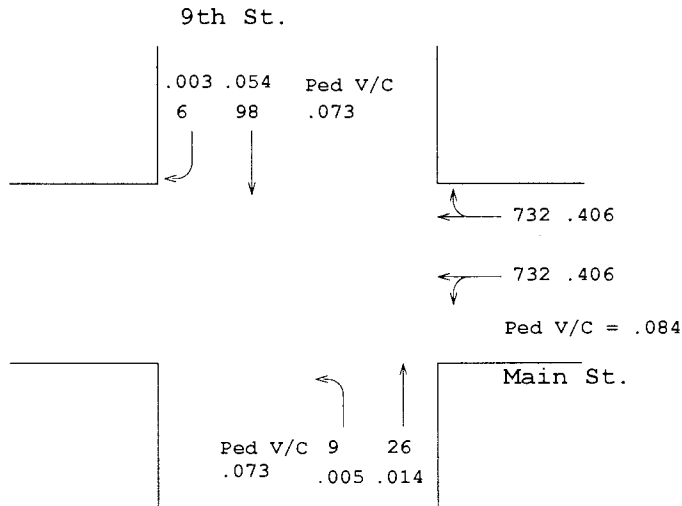 9th St.
.003 .054 Ped V/C
6 98 .073
732 .406
732 .406
Ped V/C = .084
Main St.
Ped V/C 9 26
.073 .005 .014